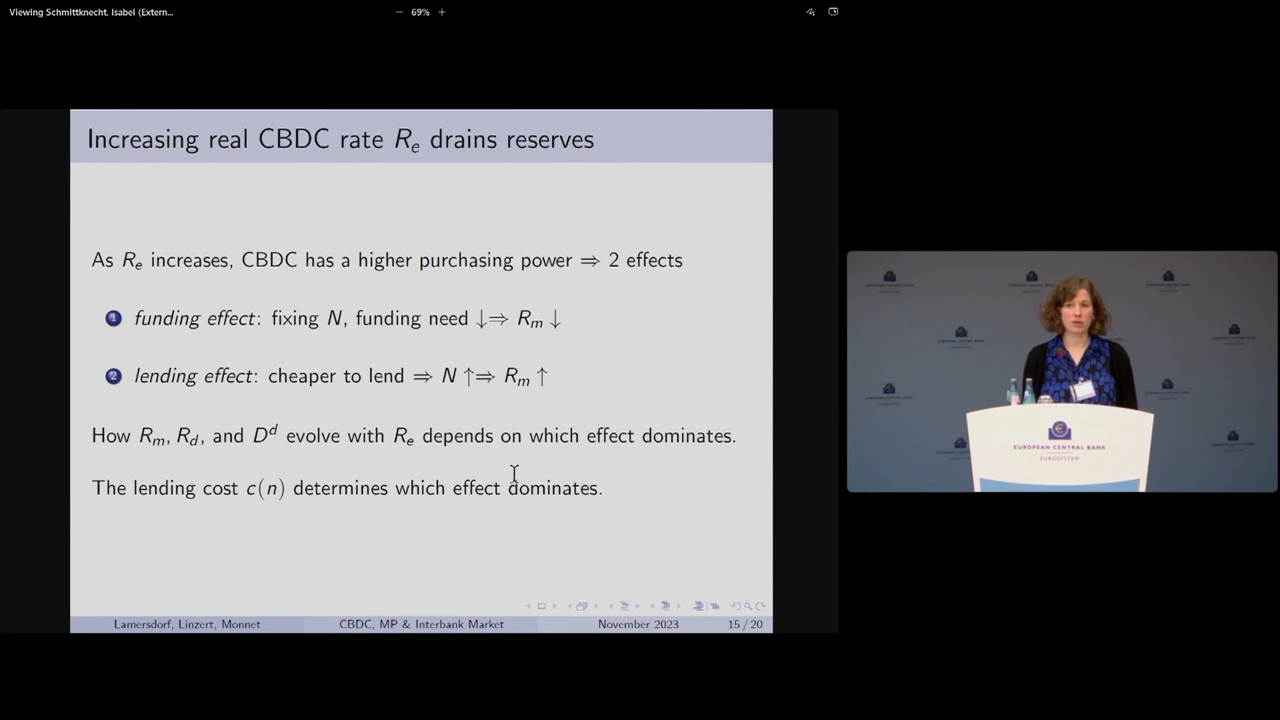 Viewing Schmittknecht, Isabel (Extern...
− 69% +
Increasing real CBDC rate Rₑ drains reserves
As Rₑ increases, CBDC has a higher purchasing power ⇒ 2 effects
1 funding effect: fixing N, funding need ↓⇒ Rₘ ↓
2 lending effect: cheaper to lend ⇒ N ↑⇒ Rₘ ↑
How Rₘ, R_d, and Dᵈ evolve with Rₑ depends on which effect dominates.
The lending cost c(n) determines which effect dominates.
Lamersdorf, Linzert, Monnet CBDC, MP & Interbank Market November 2023 15 / 20
EUROPEAN CENTRAL BANK
EUROSYSTEM